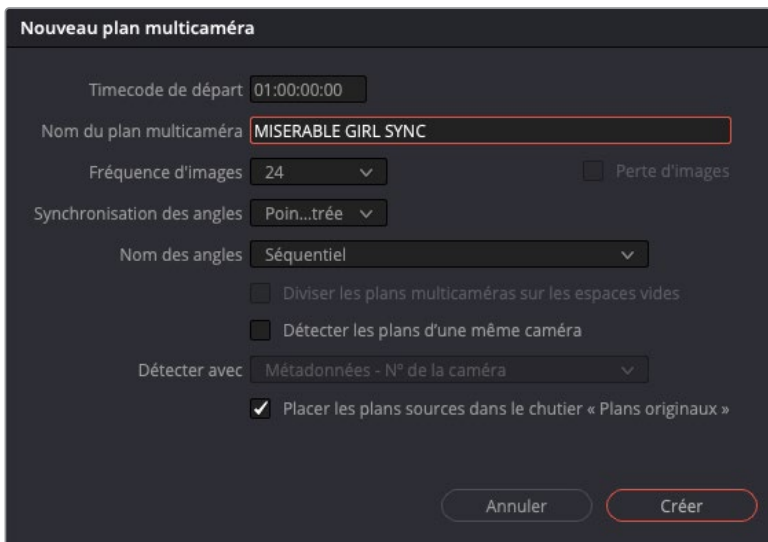 Nouveau plan multicaméra
Timecode de départ 01:00:00:00
Nom du plan multicaméra MISERABLE GIRL SYNC
Fréquence d'images 24 Perte d'images
Synchronisation des angles Poin...trée
Nom des angles Séquentiel
Diviser les plans multicaméras sur les espaces vides
Détecter les plans d'une même caméra
Détecter avec Métadonnées - N° de la caméra
Placer les plans sources dans le chutier « Plans originaux »
Annuler Créer